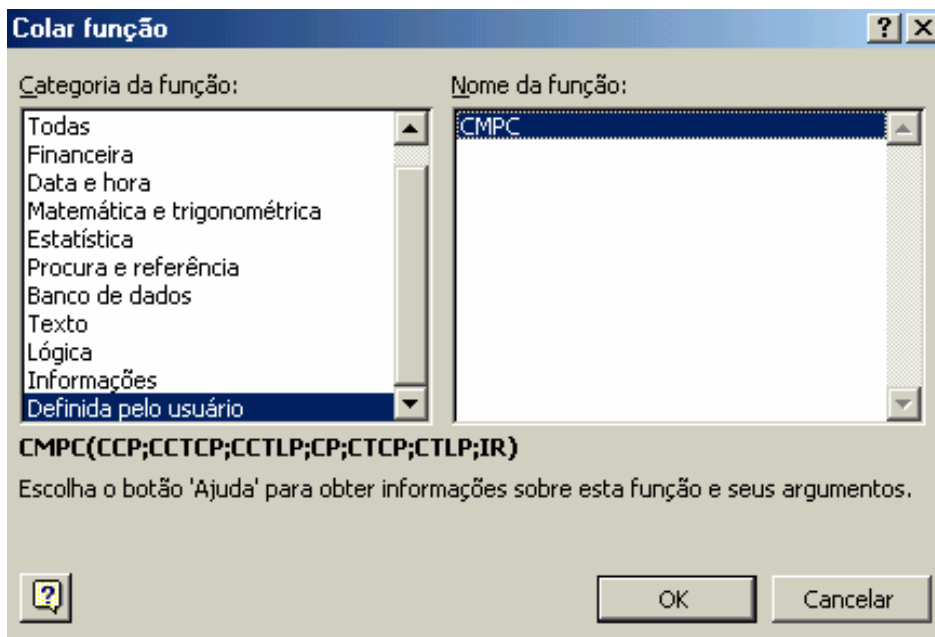 Colar função
Categoria da função:
Nome da função:
Todas
Financeira
Data e hora
Matemática e trigonométrica
Estatística
Procura e referência
Banco de dados
Texto
Lógica
Informações
Definida pelo usuário
CMPC
CMPC(CCP;CCTCP;CCTLP;CP;CTCP;CTLP;IR)
Escolha o botão 'Ajuda' para obter informações sobre esta função e seus argumentos.
OK
Cancelar